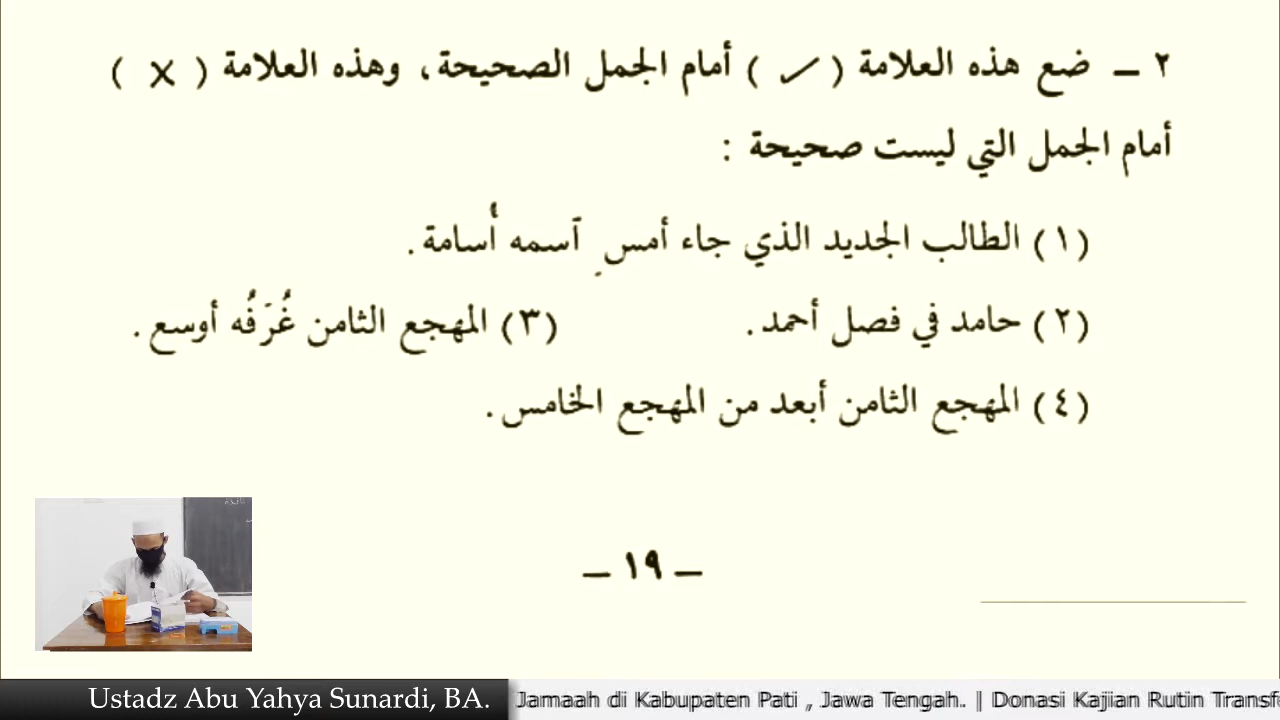 ٢ ـ ضع هذه العلامة ( ✓ ) أمام الجمل الصحيحة، وهذه العلامة ( X )
أمام الجمل التي ليست صحيحة :
(١) الطالب الجديد الذي جاء أمسِ ٱسمه أُسامة.
(٢) حامد في فصل أحمد. (٣) المهجع الثامن غُرَفُه أوسع.
(٤) المهجع الثامن أبعد من المهجع الخامس.
ـ ١٩ ـ
Ustadz Abu Yahya Sunardi, BA.
Jamaah di Kabupaten Pati , Jawa Tengah. | Donasi Kajian Rutin Transf